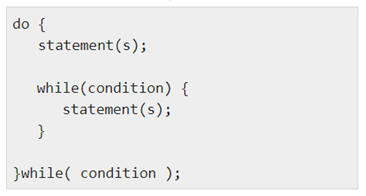 do {
   statement(s);

   while(condition) {
      statement(s);
   }

}while( condition );